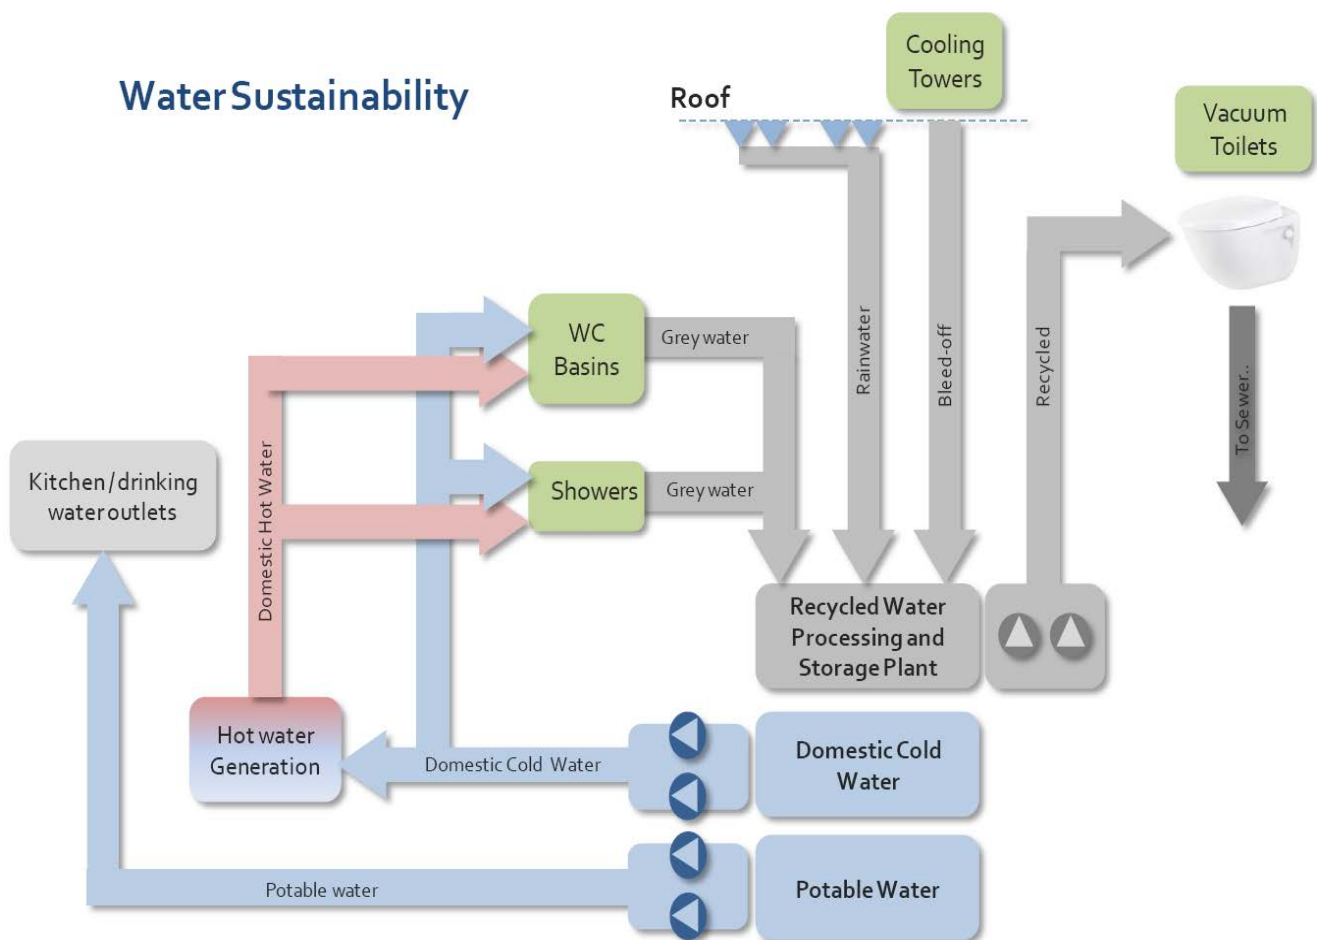 Water Sustainability
Roof
Cooling
Towers
Vacuum
Toilets
WC
Basins
Grey water
Rainwater
Bleed-off
Recycled
To Sewer..
Kitchen / drinking
water outlets
Domestic Hot Water
Showers
Grey water
Recycled Water
Processing and
Storage Plant
Hot water
Generation
Domestic Cold Water
Domestic Cold
Water
Potable water
Potable Water